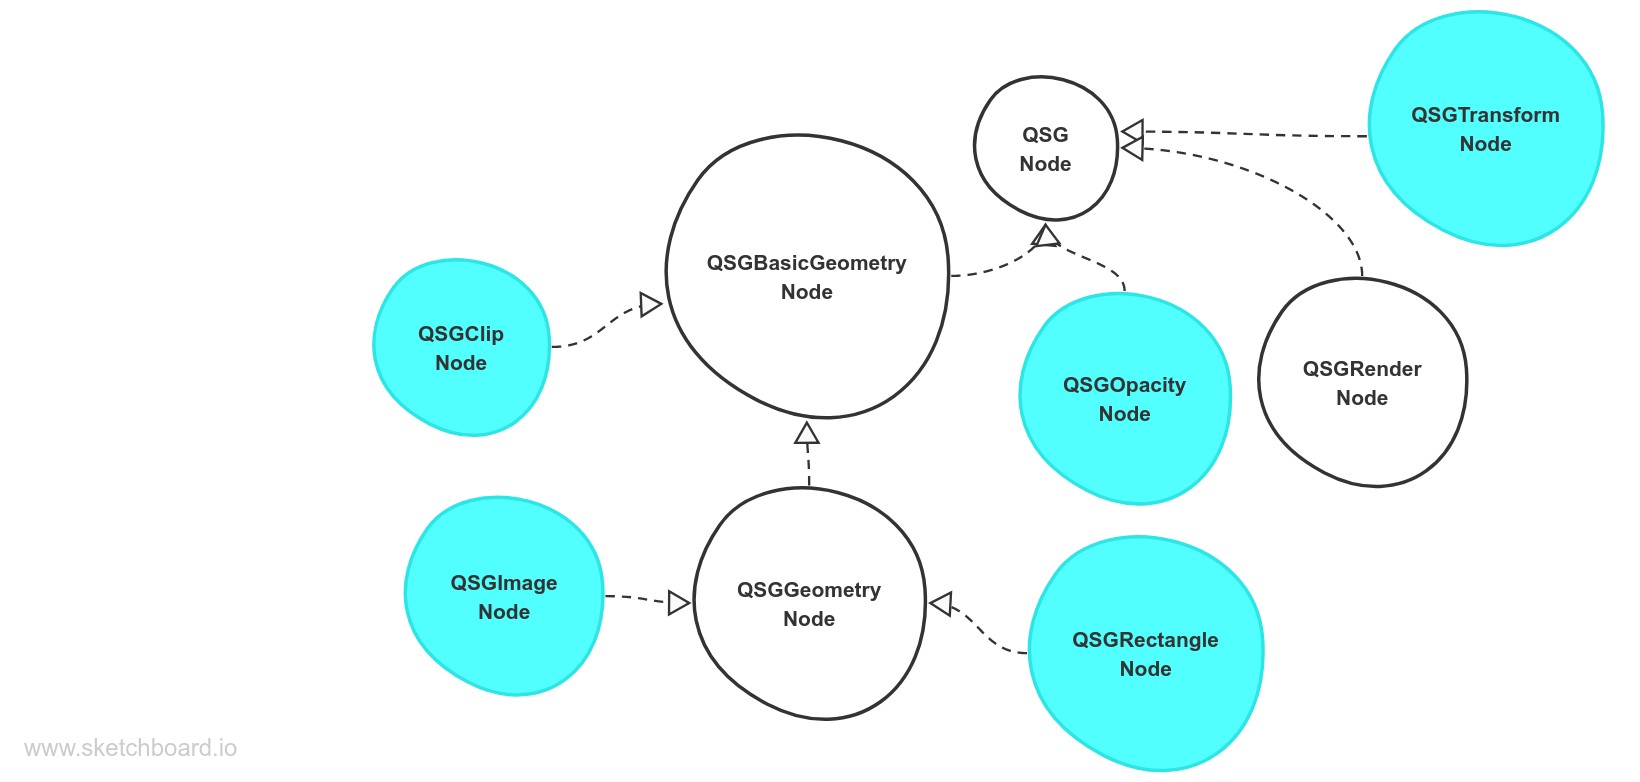 QSGTransform
Node
QSG
Node
QSGBasicGeometry
Node
QSGClip
Node
QSGOpacity
Node
QSGRender
Node
QSGImage
Node
QSGGeometry
Node
QSGRectangle
Node
www.sketchboard.io